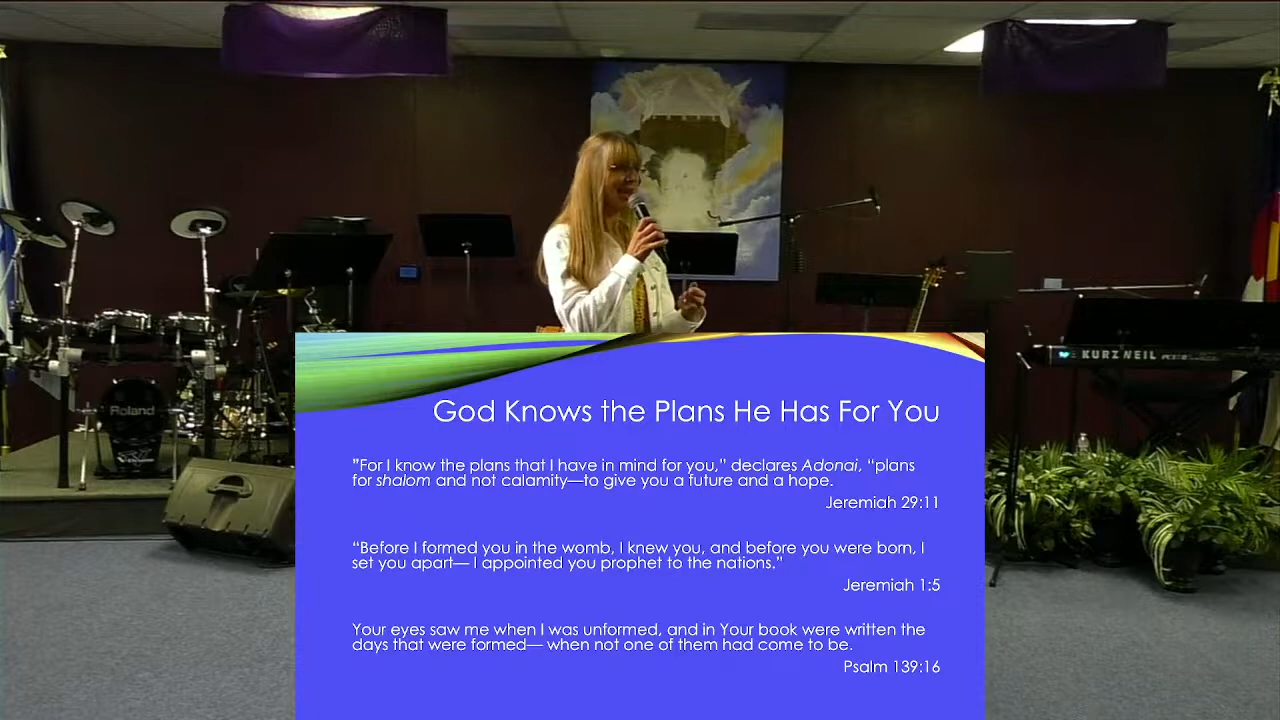 KURZWEIL
Roland
God Knows the Plans He Has For You
"For I know the plans that I have in mind for you," declares Adonai, "plans
for shalom and not calamity—to give you a future and a hope.
Jeremiah 29:11
"Before I formed you in the womb, I knew you, and before you were born, I
set you apart— I appointed you prophet to the nations."
Jeremiah 1:5
Your eyes saw me when I was unformed, and in Your book were written the
days that were formed— when not one of them had come to be.
Psalm 139:16